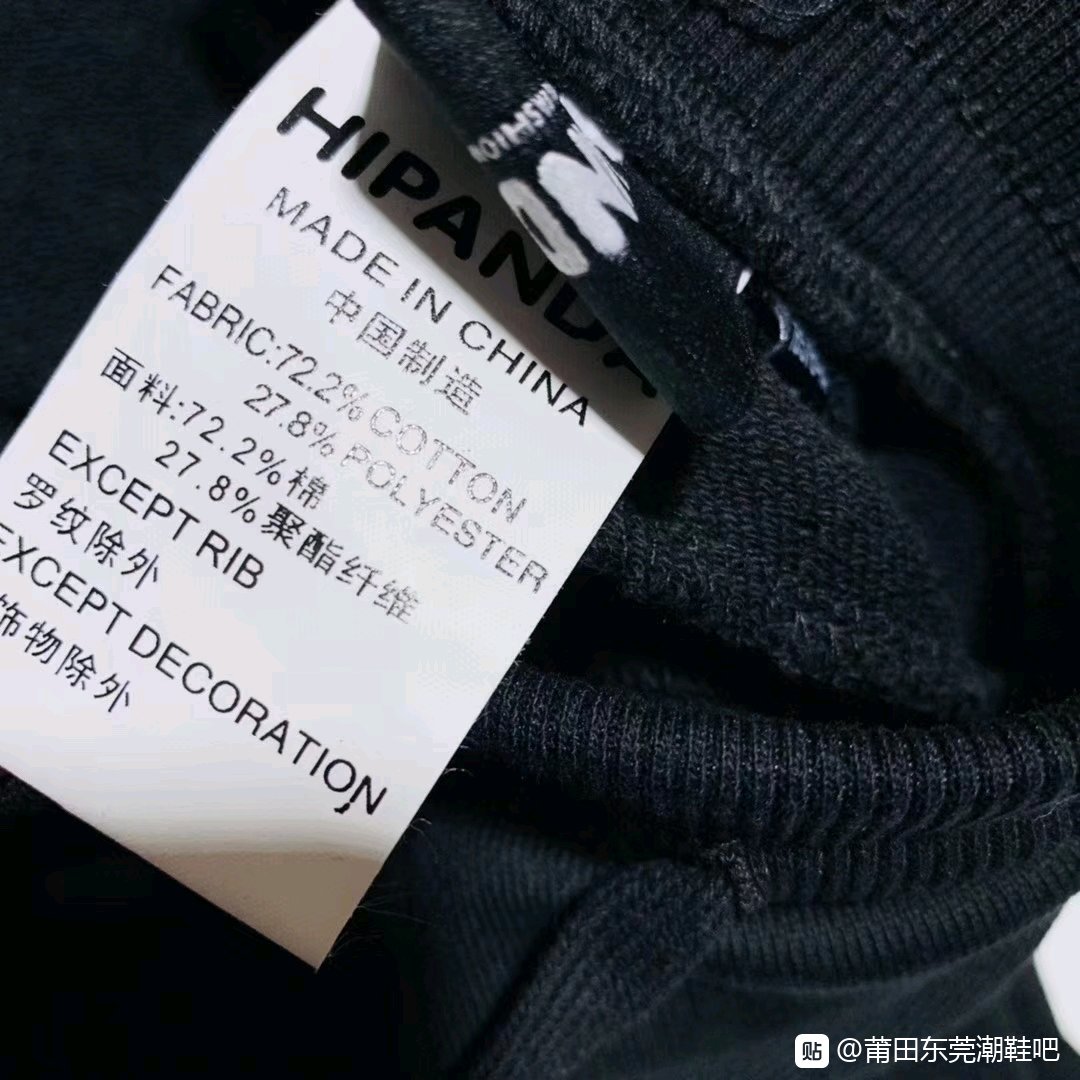 HIPANDA
MADE IN CHINA
中国制造
FABRIC:72.2% COTTON
27.8% POLYESTER
面料:72.2% 棉
27.8% 聚酯纤维
EXCEPT RIB
罗纹除外
EXCEPT DECORATION
饰物除外
贴 @莆田东莞潮鞋吧